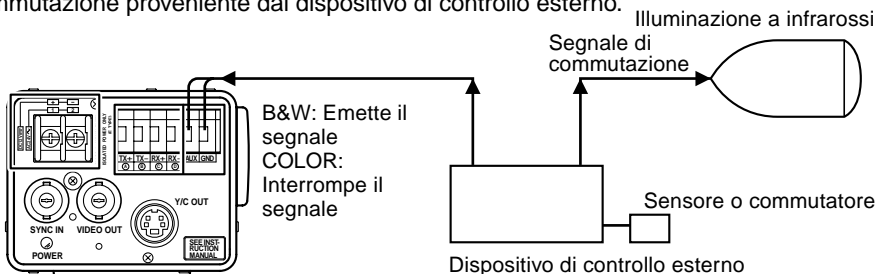 mmutazione proveniente dal dispositivo di controllo esterno.
Illuminazione a infrarossi
Segnale di
commutazione
B&W: Emette il
segnale
COLOR:
Interrompe il
segnale
TX+ TX- RX+ RX- AUX GND
A B C D
Y/C OUT
SYNC IN VIDEO OUT
POWER
SEE INST-
RUCTION
MANUAL
Sensore o commutatore
Dispositivo di controllo esterno